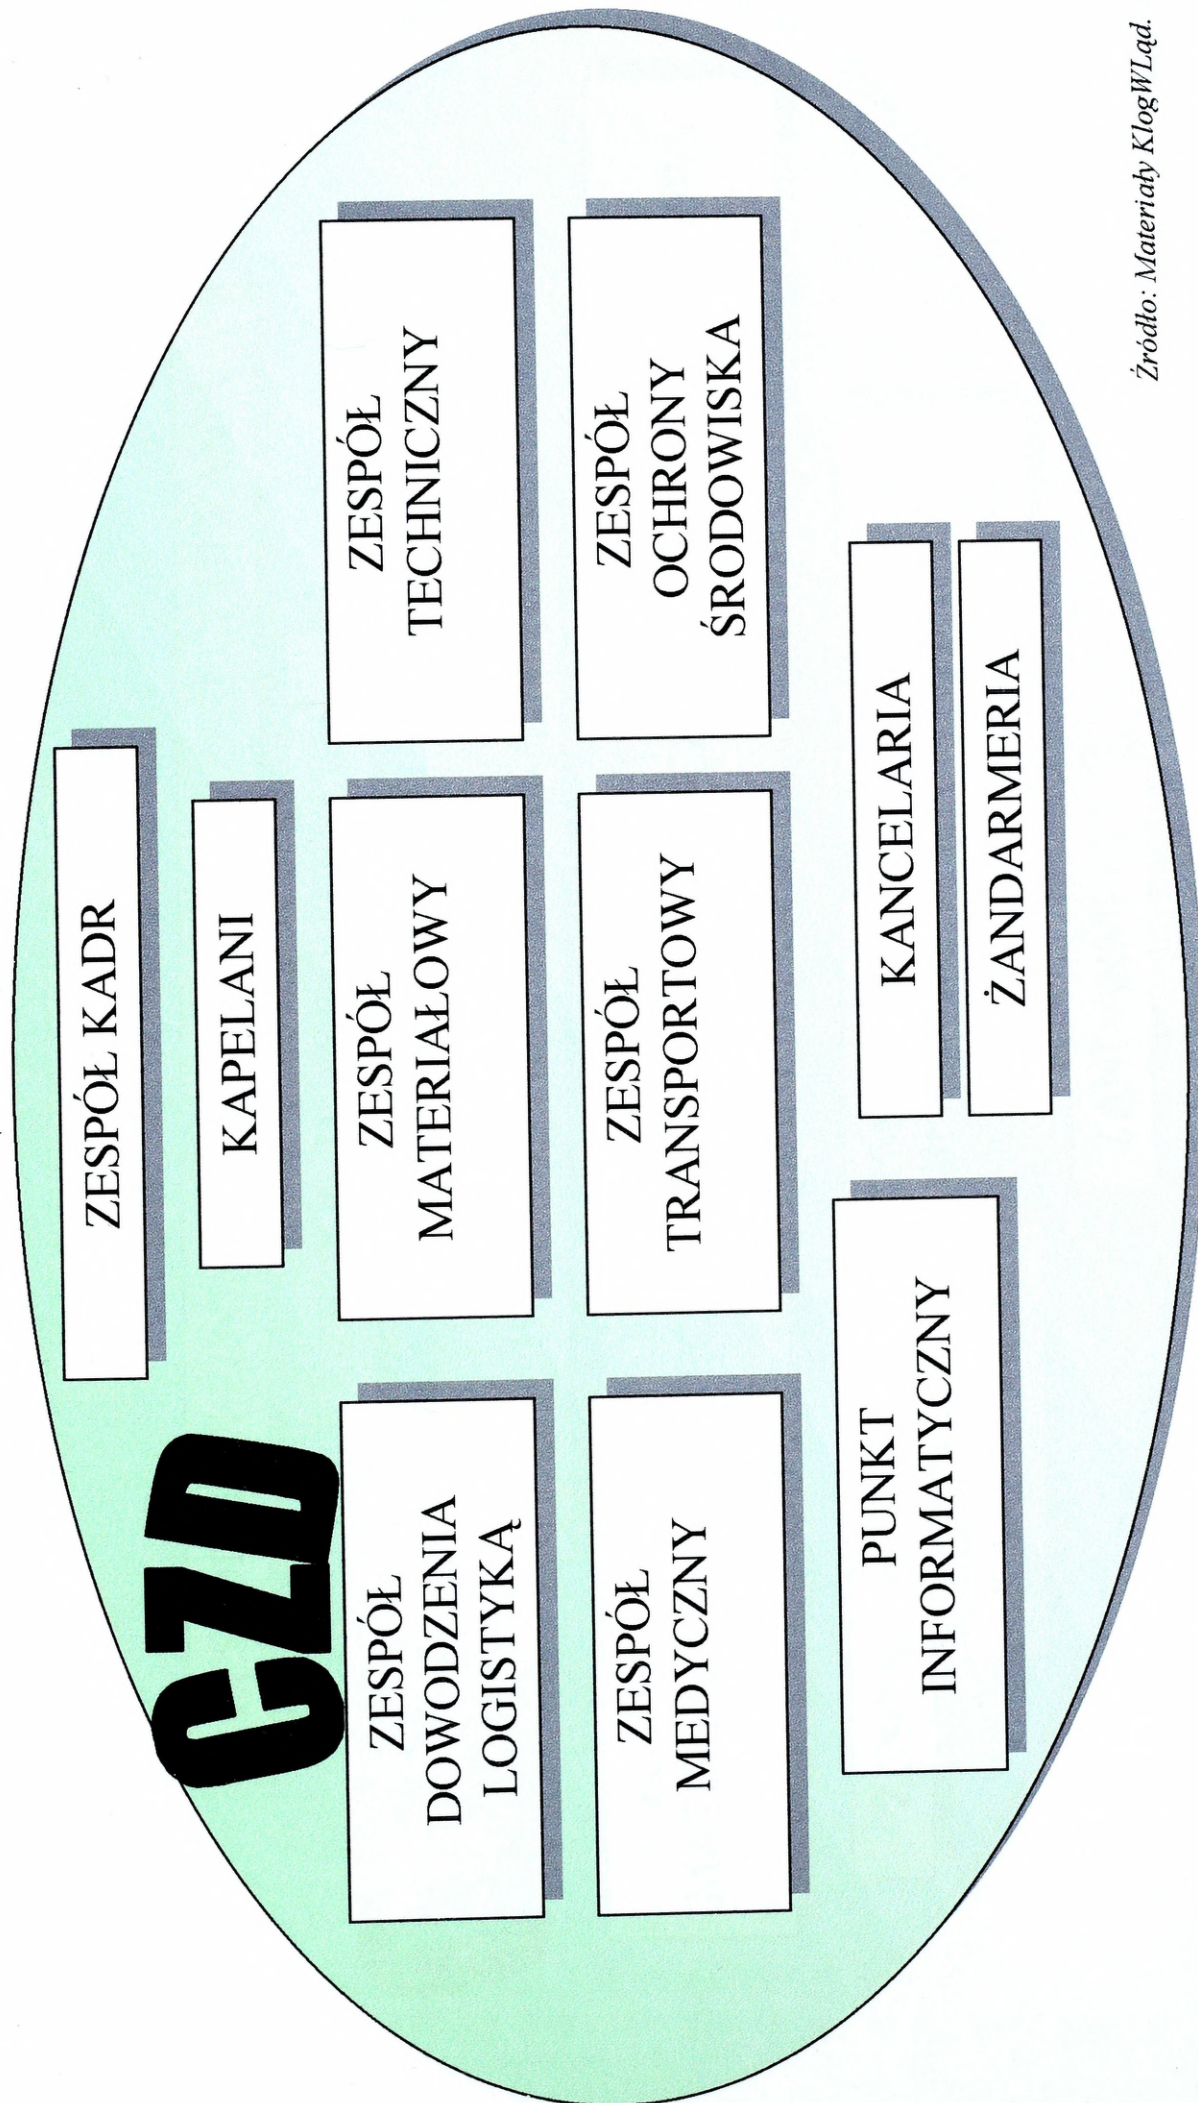 ZESPÓŁ KADR
CZD
KAPELANI
ZESPÓŁ
DOWODZENIA
LOGISTYKĄ
ZESPÓŁ
MATERIAŁOWY
ZESPÓŁ
TECHNICZNY
ZESPÓŁ
MEDYCZNY
ZESPÓŁ
TRANSPORTOWY
ZESPÓŁ
OCHRONY
ŚRODOWISKA
PUNKT
INFORMATYCZNY
KANCELARIA
ŻANDARMERIA
Źródło: Materiały KlogWLąd.